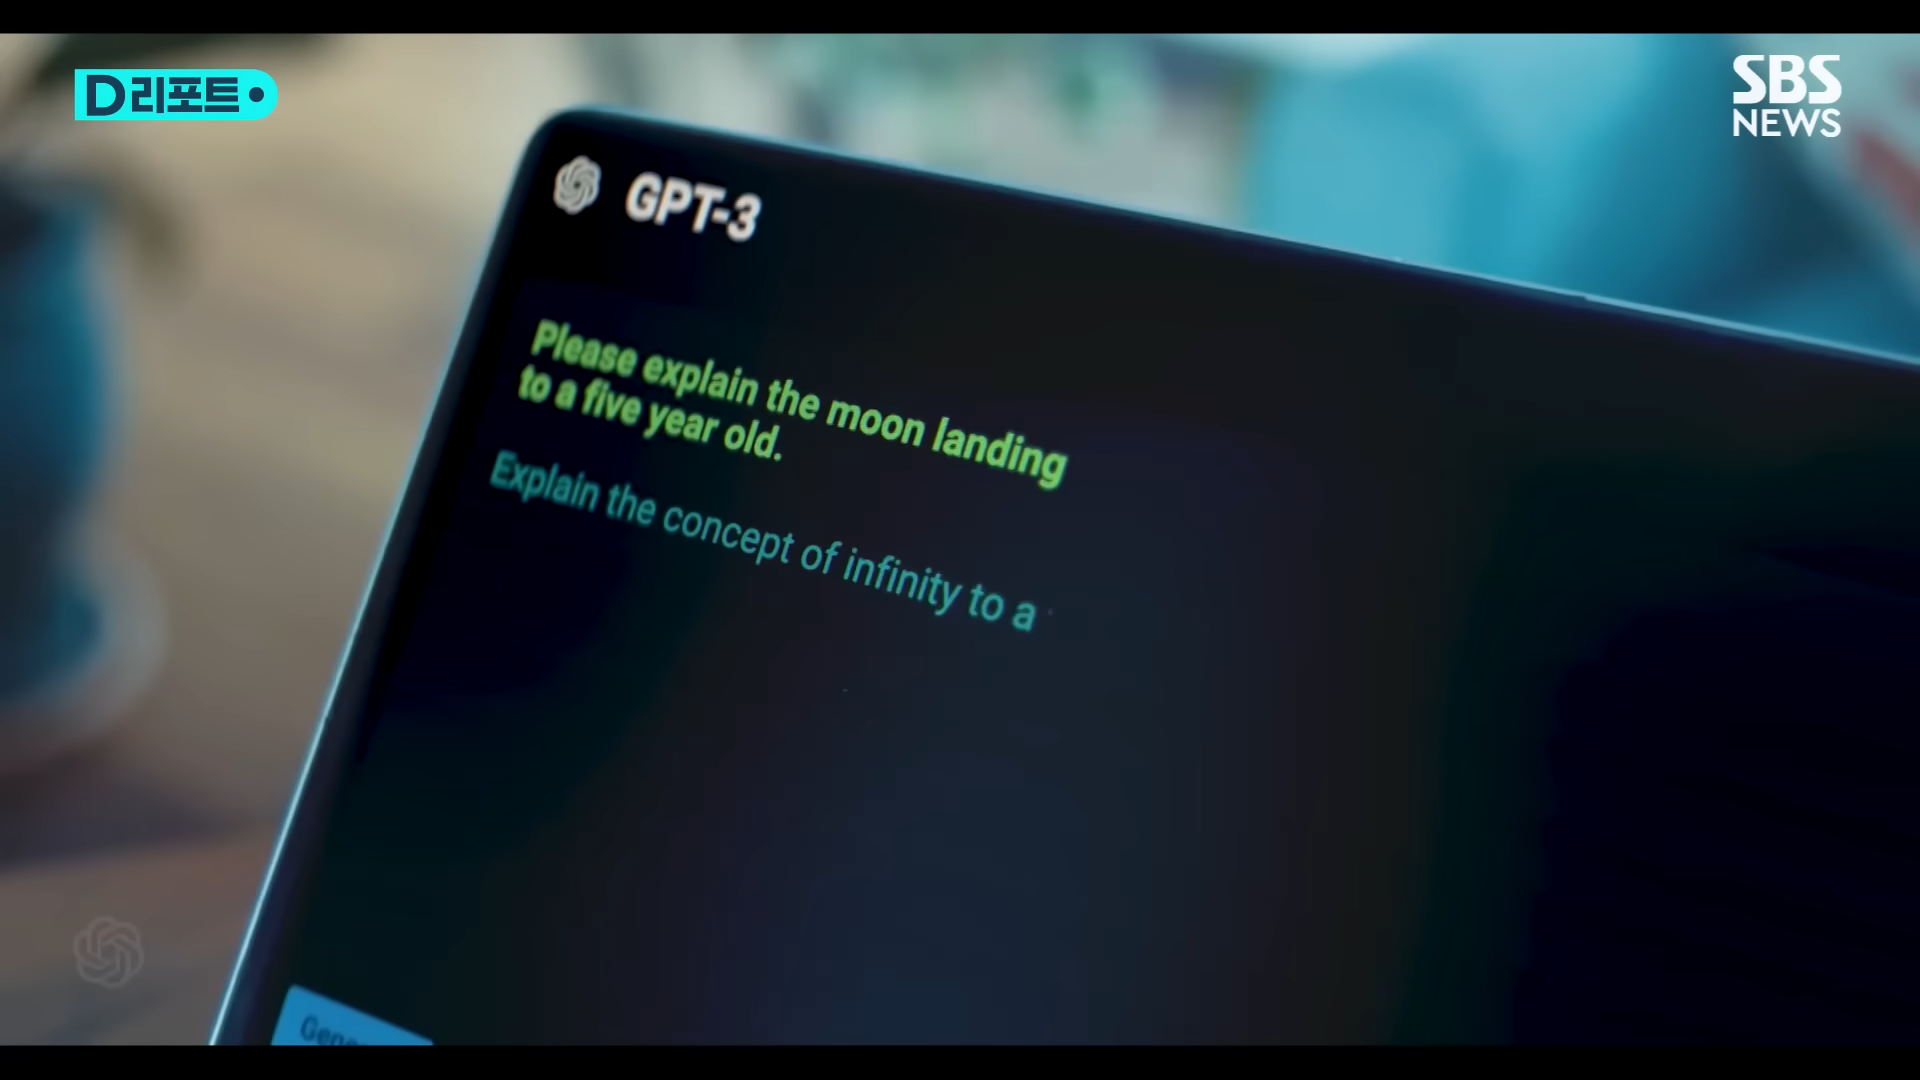 D리포트
SBS
NEWS
GPT-3
Please explain the moon landing
to a five year old.
Explain the concept of infinity to a